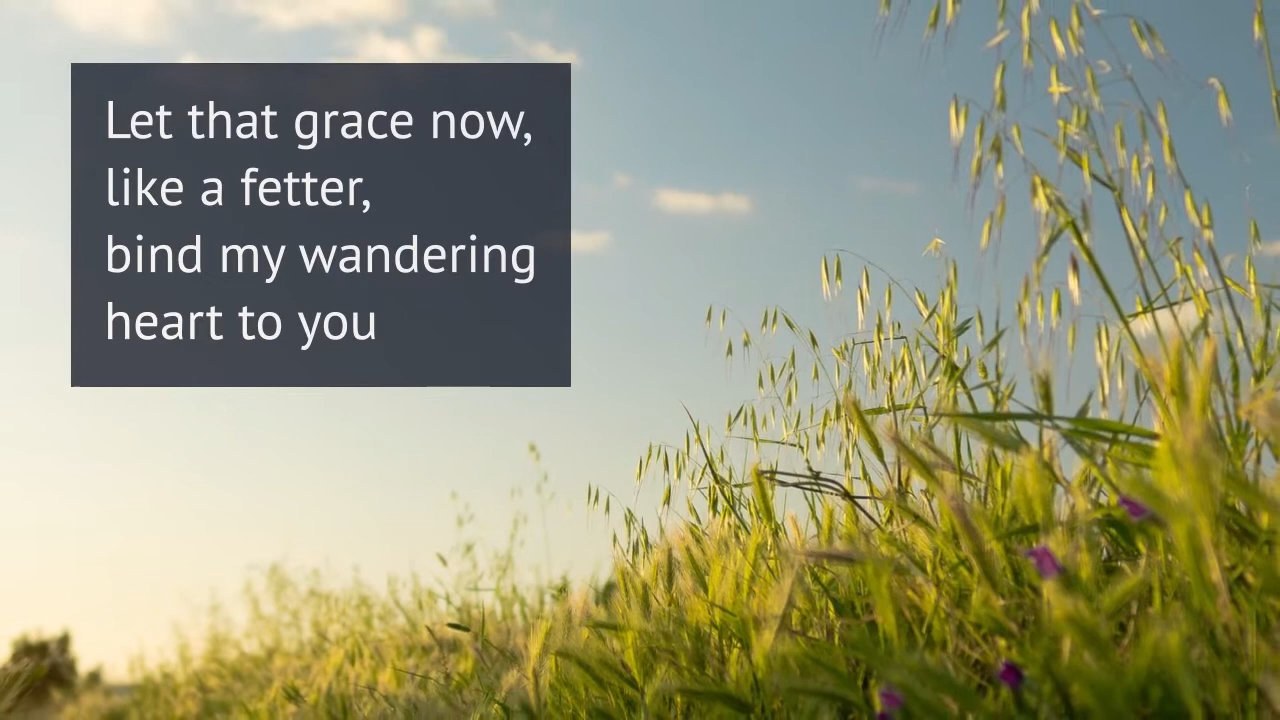 Let that grace now,
like a fetter,
bind my wandering
heart to you